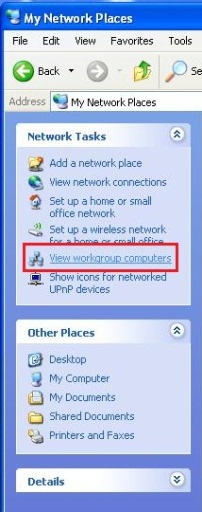 My Network Places
File Edit View Favorites Tools
Back
Address My Network Places
Network Tasks
Add a network place
View network connections
Set up a home or small
office network
Set up a wireless network
for a home or small office
View workgroup computers
Show icons for networked
UPnP devices
Other Places
Desktop
My Computer
My Documents
Shared Documents
Printers and Faxes
Details